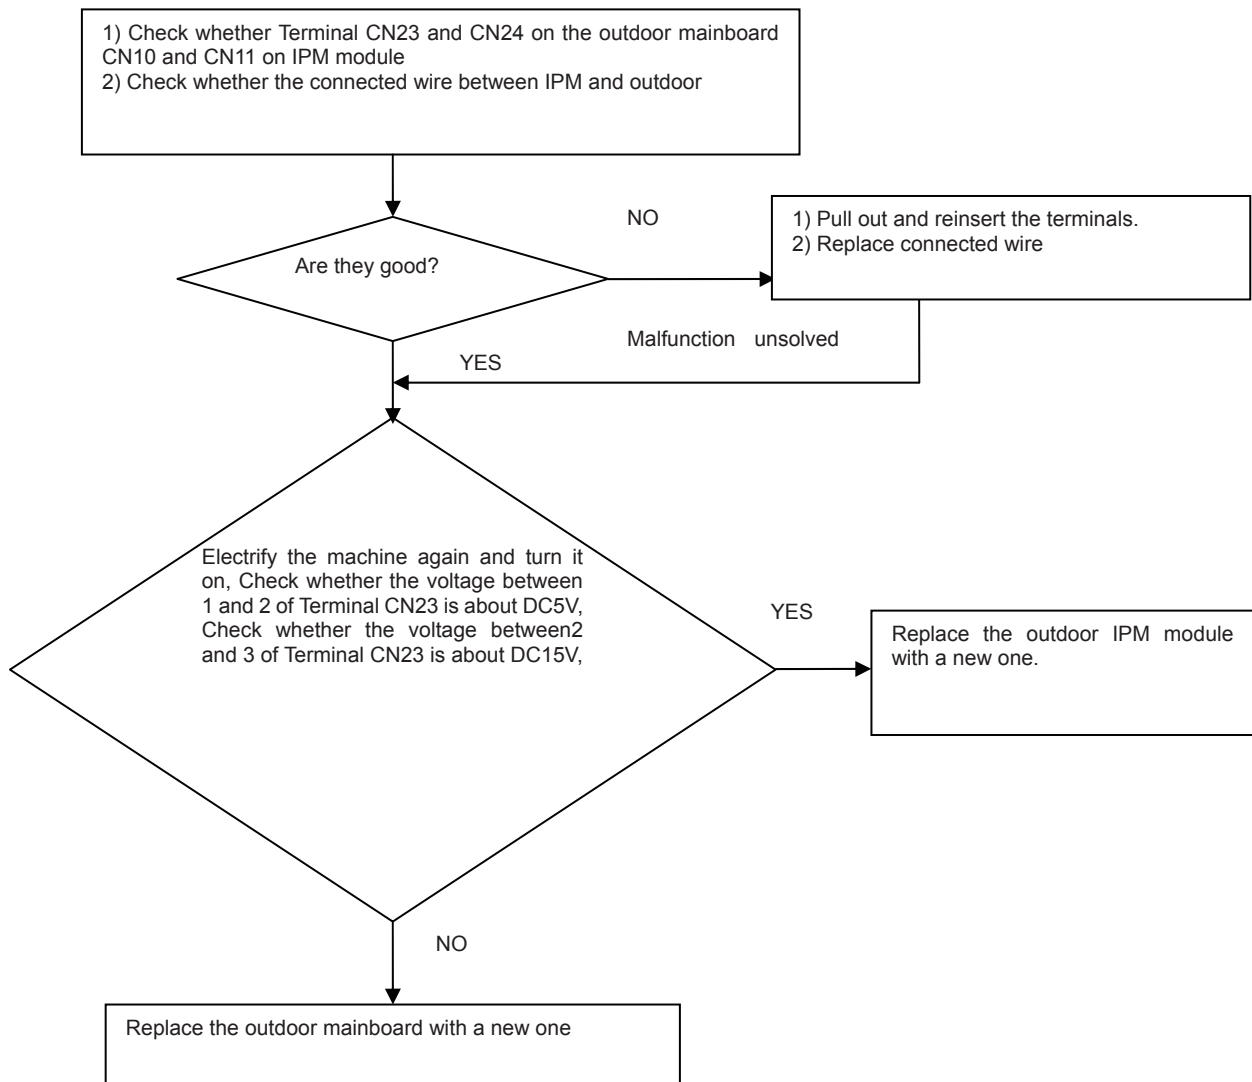 1) Check whether Terminal CN23 and CN24 on the outdoor mainboard
CN10 and CN11 on IPM module
2) Check whether the connected wire between IPM and outdoor
NO
1) Pull out and reinsert the terminals.
2) Replace connected wire
Are they good?
Malfunction unsolved
YES
Electrify the machine again and turn it
on, Check whether the voltage between
1 and 2 of Terminal CN23 is about DC5V,
Check whether the voltage between2
and 3 of Terminal CN23 is about DC15V,
YES
Replace the outdoor IPM module
with a new one.
NO
Replace the outdoor mainboard with a new one